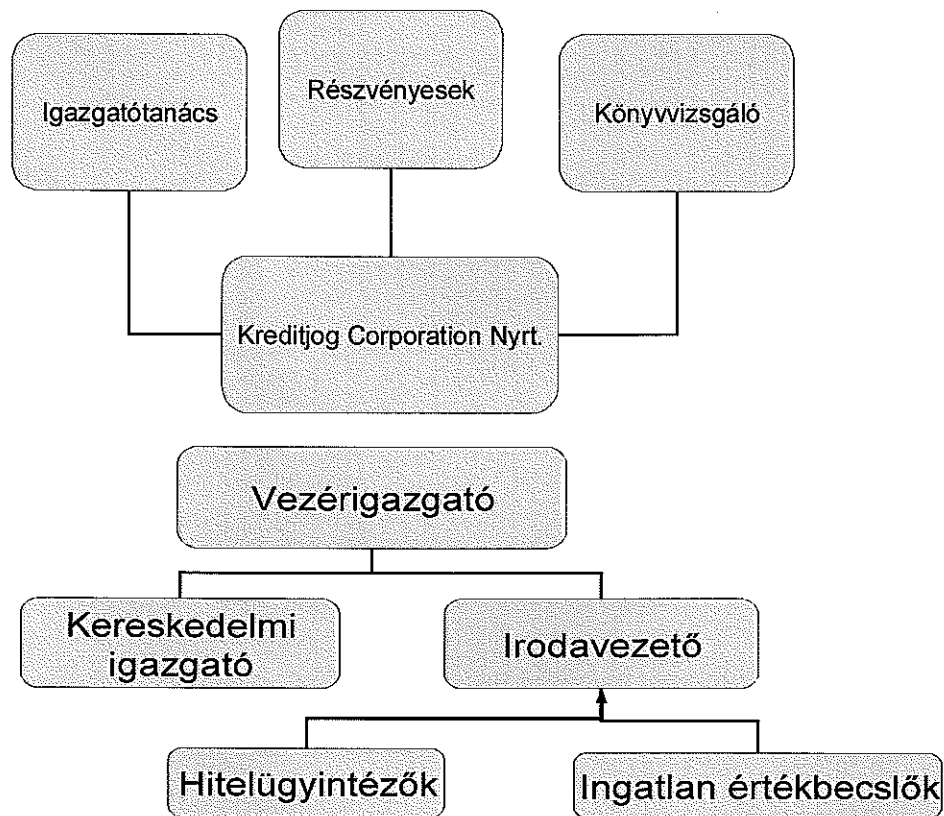 Igazgatótanács
Részvényesek
Könyvvizsgáló
Kreditjog Corporation Nyrt.
Vezérigazgató
Kereskedelmi
igazgató
Irodavezető
Hitelügyintézők
Ingatlan értékbecslők